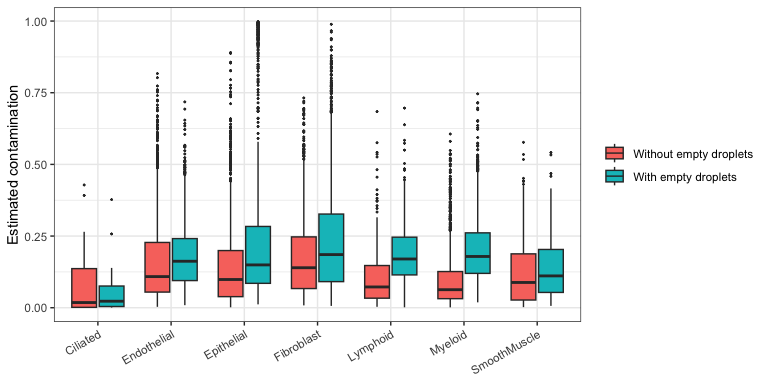 Estimated contamination
1.00
0.75
0.50
0.25
0.00
Ciliated
Endothelial
Epithelial
Fibroblast
Lymphoid
Myeloid
SmoothMuscle
Without empty droplets
With empty droplets